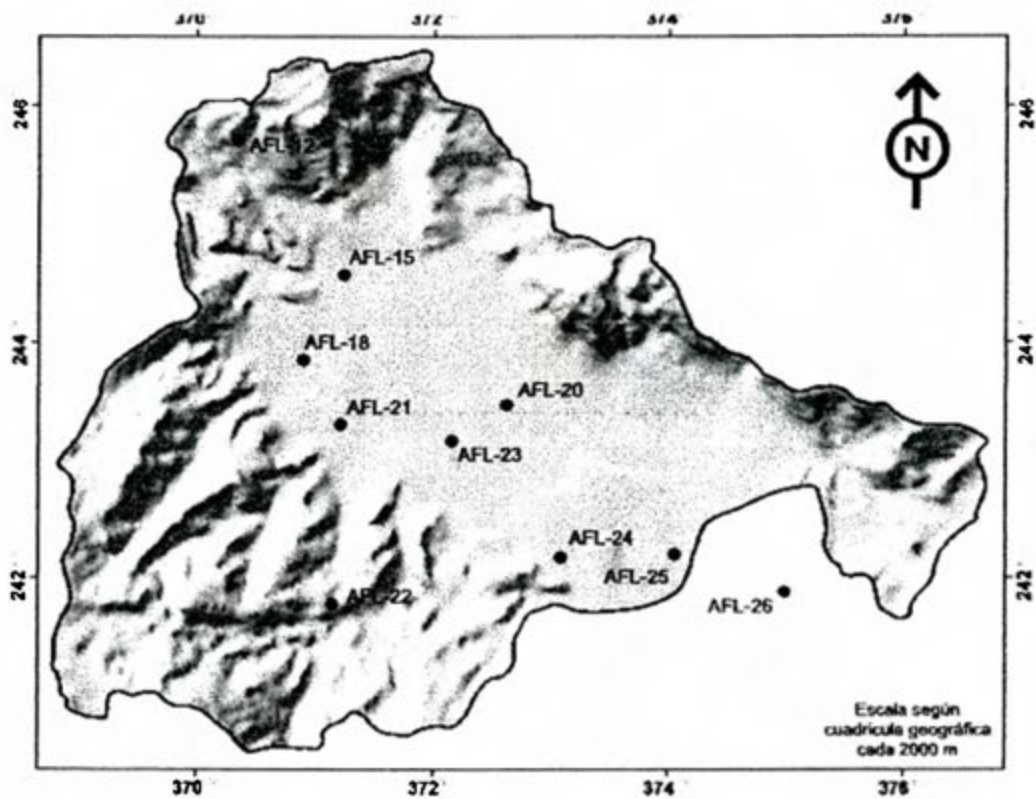 370 372 374 376
246 246
N
AFL-12
AFL-15
244 244
AFL-18
AFL-20
AFL-21
AFL-23
AFL-24
242 242
AFL-25
AFL-22
AFL-26
Escala según
cuadrícula geográfica
cada 2000 m
370 372 374 376